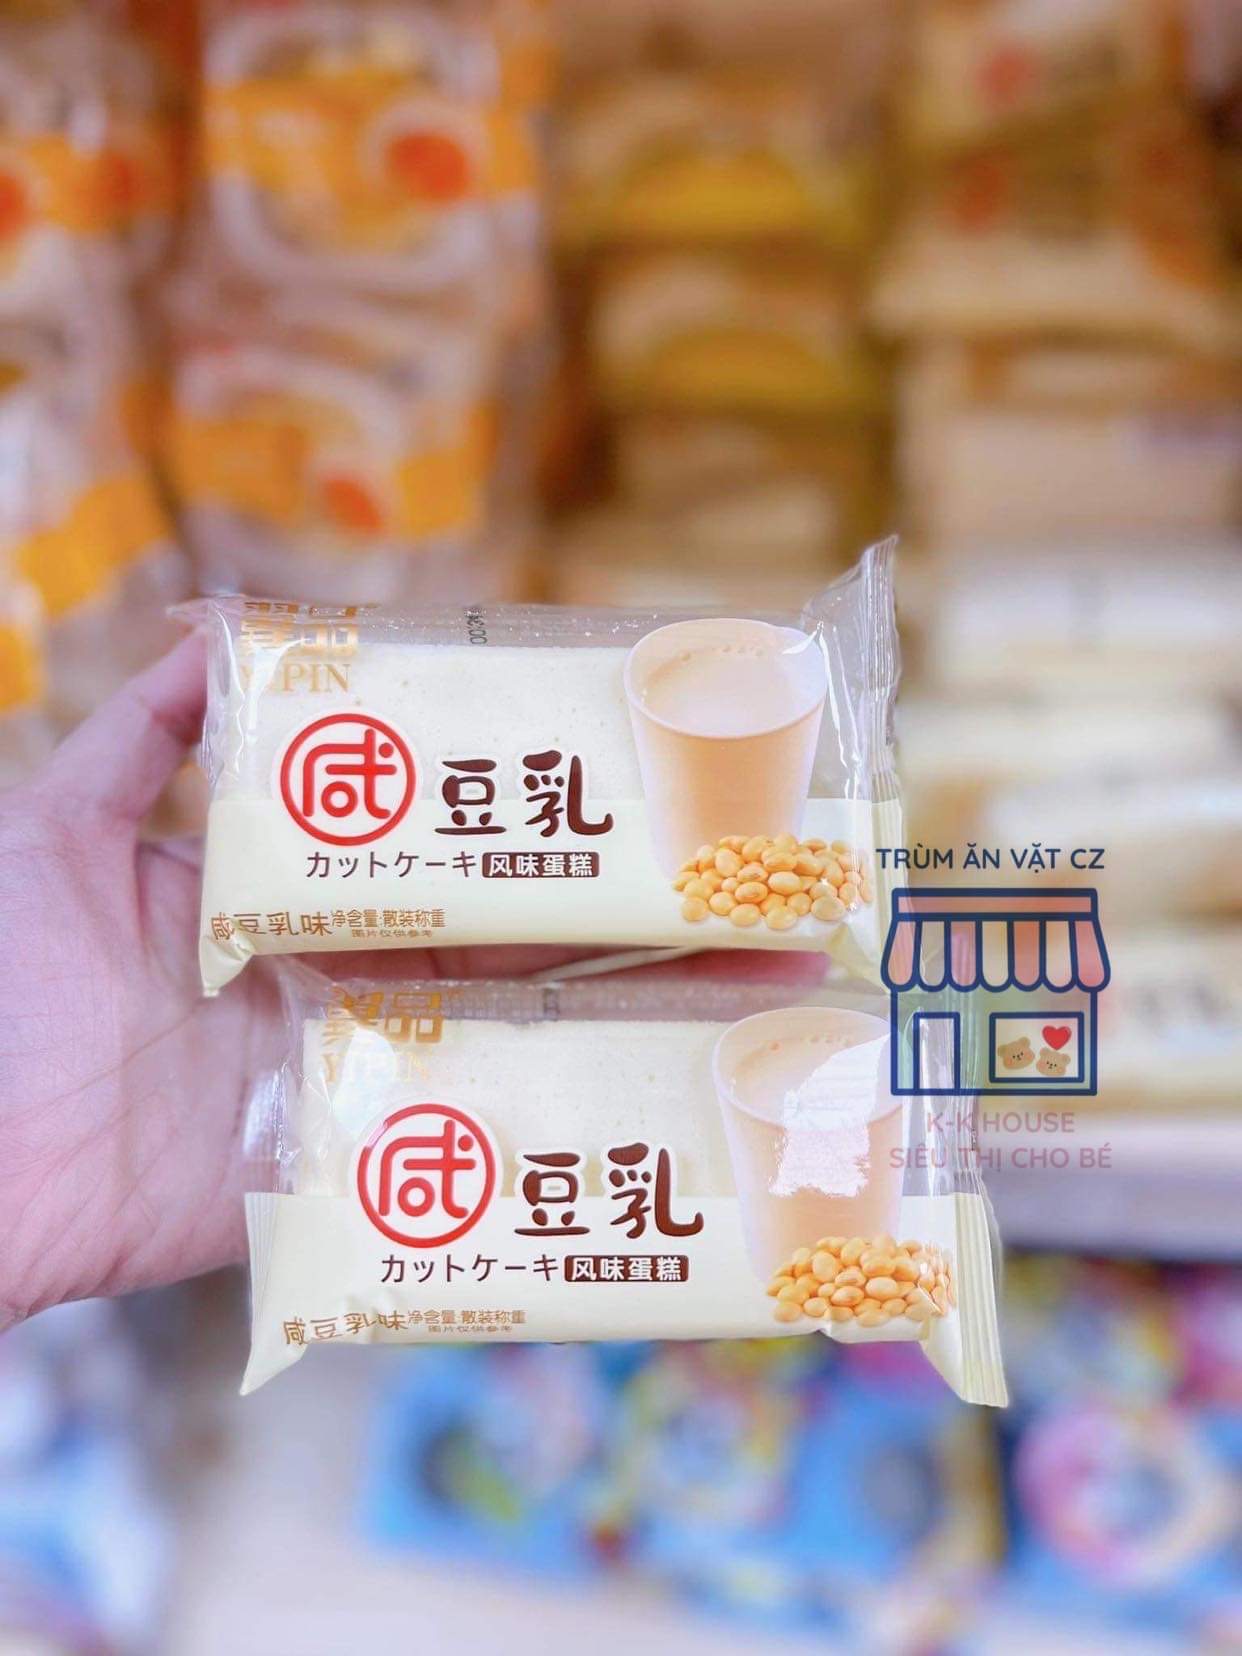 品
YIPIN
咸
豆乳
カットケーキ 风味蛋糕
咸豆乳味 净含量:散装称重
图片仅供参考
品
YIPIN
咸
豆乳
カットケーキ 风味蛋糕
咸豆乳味 净含量:散装称重
图片仅供参考
TRÙM ĂN VẶT CZ
K-K HOUSE
SIÊU THỊ CHO BÉ